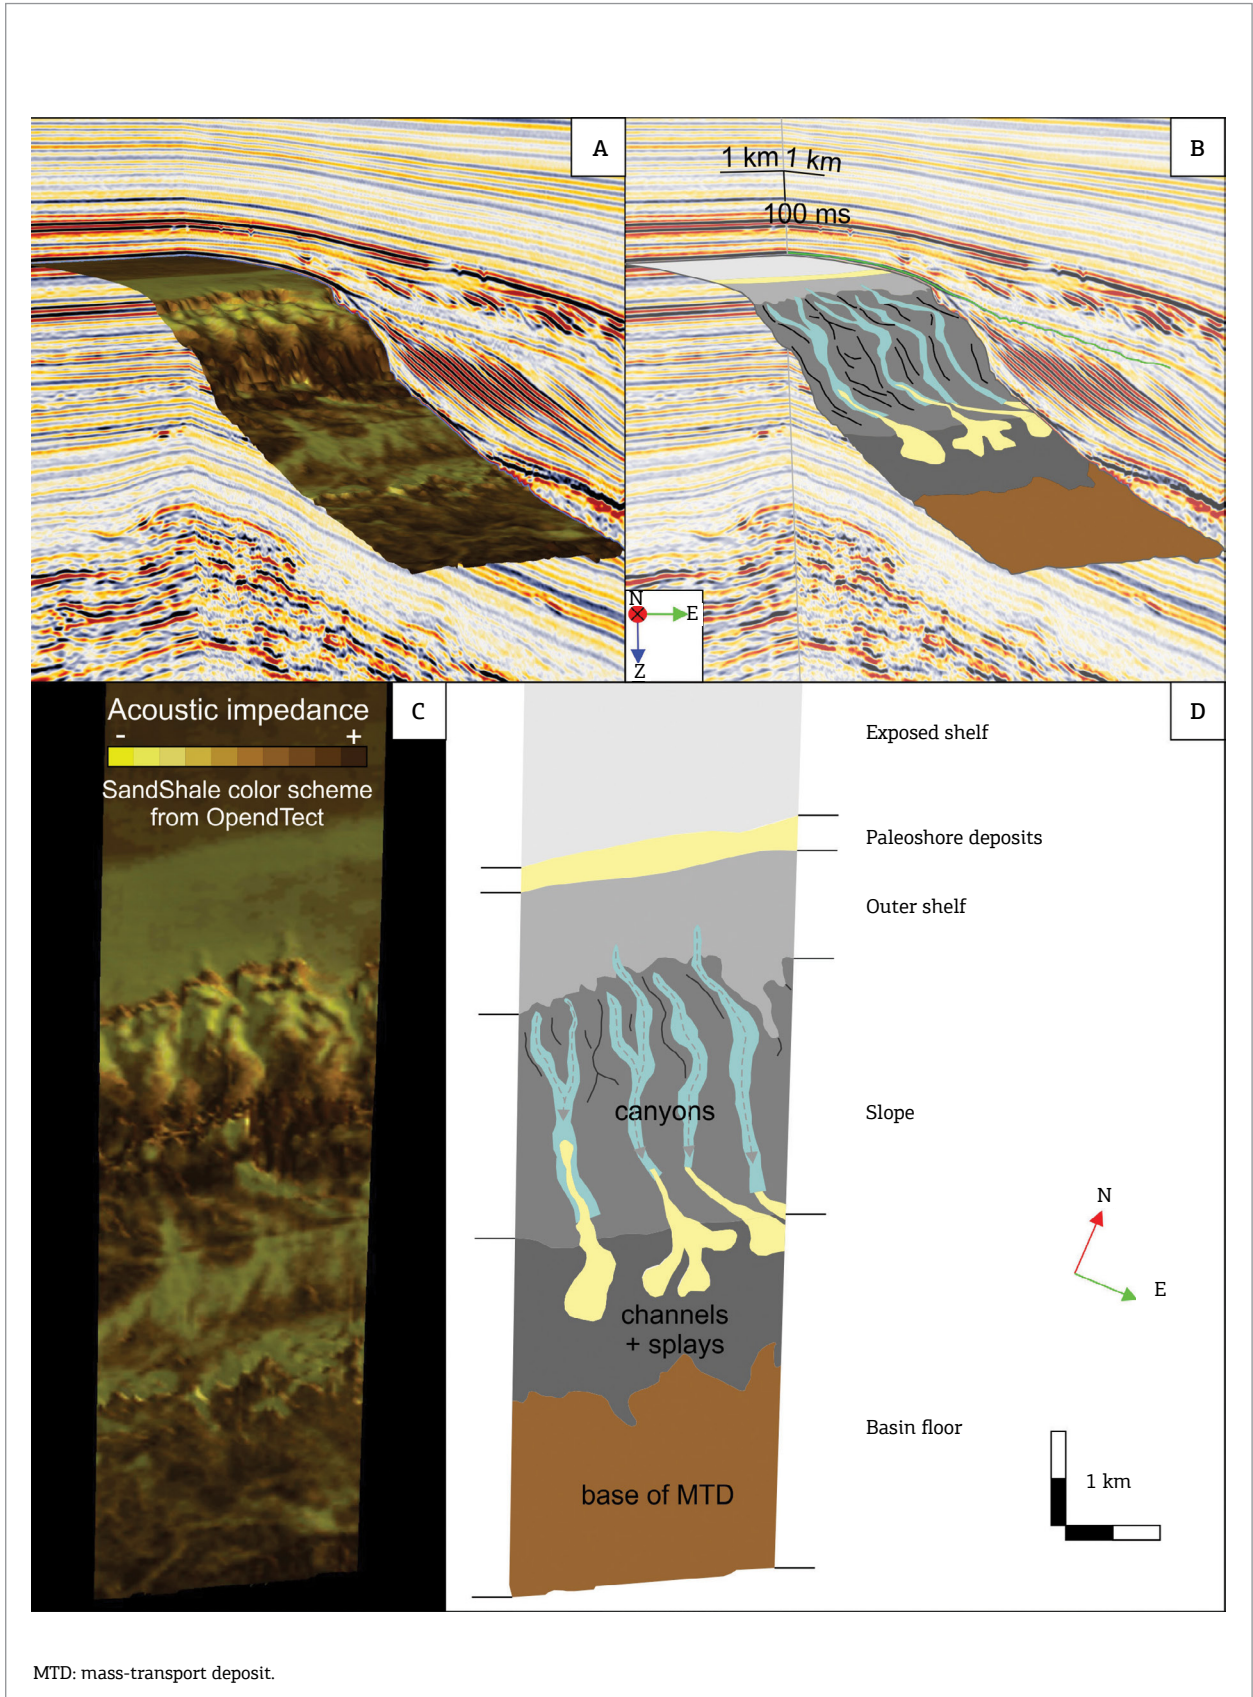 A
B
1 km 1 km
100 ms
N
E
Z
Acoustic impedance
- +
SandShale color scheme
from OpendTect
C
D
Exposed shelf
Paleoshore deposits
Outer shelf
canyons
Slope
N
E
channels
+ splays
Basin floor
1 km
base of MTD
MTD: mass-transport deposit.